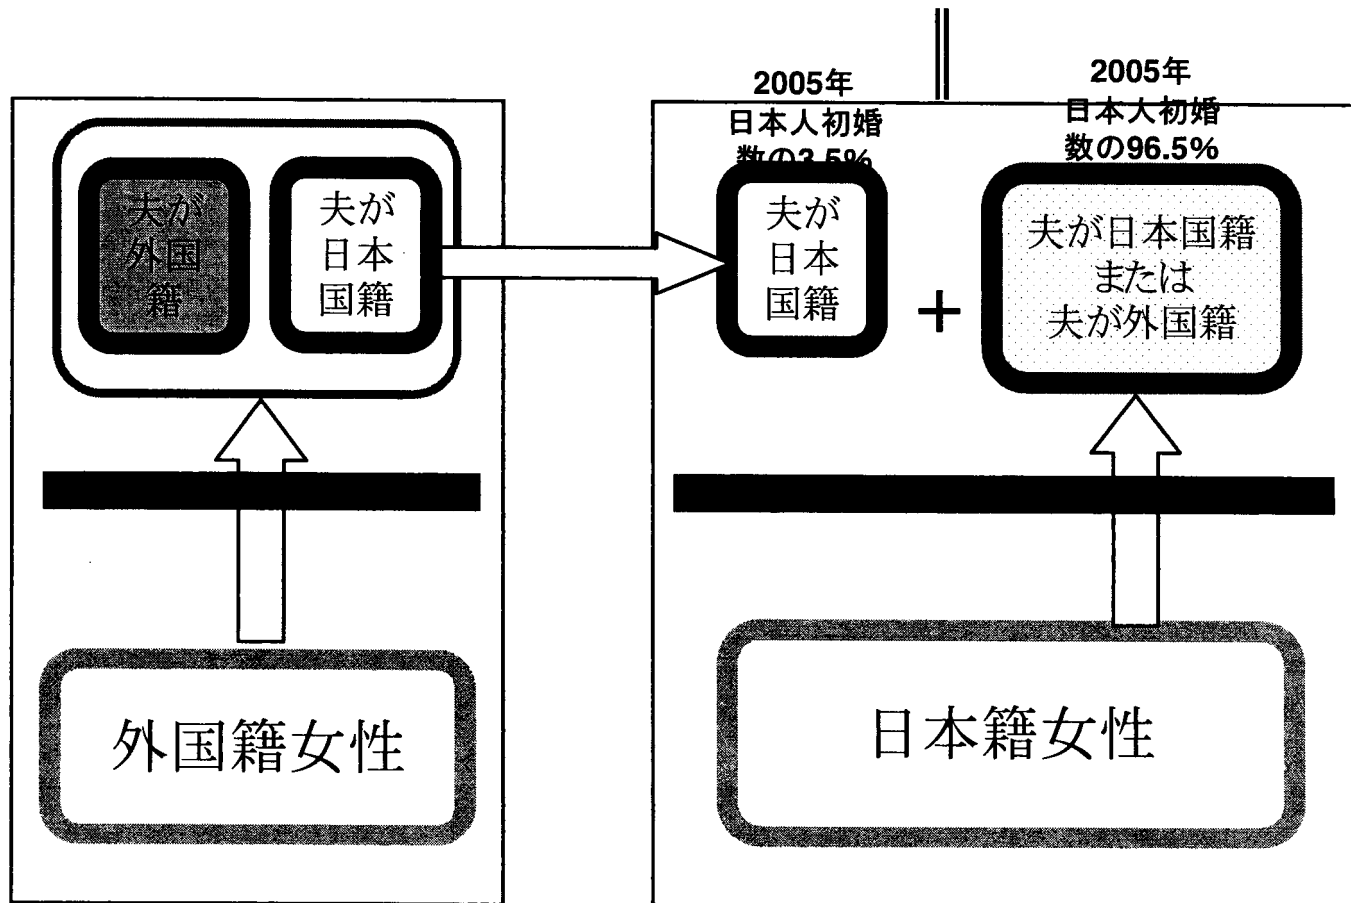 2005年
日本人初婚
数の3.5%
2005年
日本人初婚
数の96.5%
夫が
外国
籍
夫が
日本
国籍
夫が
日本
国籍
+
夫が日本国籍
または
夫が外国籍
外国籍女性
日本籍女性